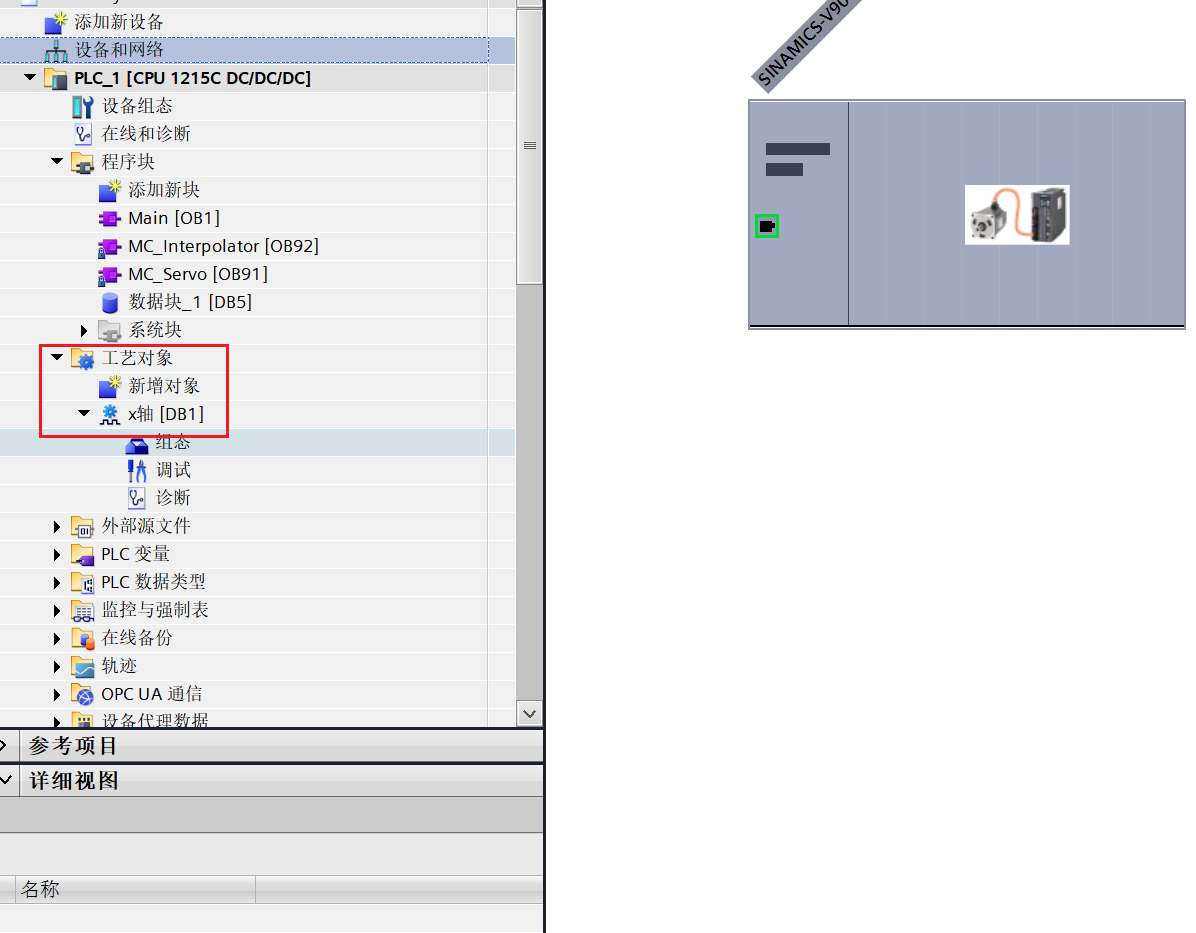 添加新设备
设备和网络
PLC_1 [CPU 1215C DC/DC/DC]
设备组态
在线和诊断
程序块
添加新块
Main [OB1]
MC_Interpolator [OB92]
MC_Servo [OB91]
数据块_1 [DB5]
系统块
工艺对象
新增对象
x轴 [DB1]
组态
调试
诊断
外部源文件
PLC 变量
PLC 数据类型
监控与强制表
在线备份
轨迹
OPC UA 通信
设备代理数据
参考项目
详细视图
名称
SINAMICS-V90